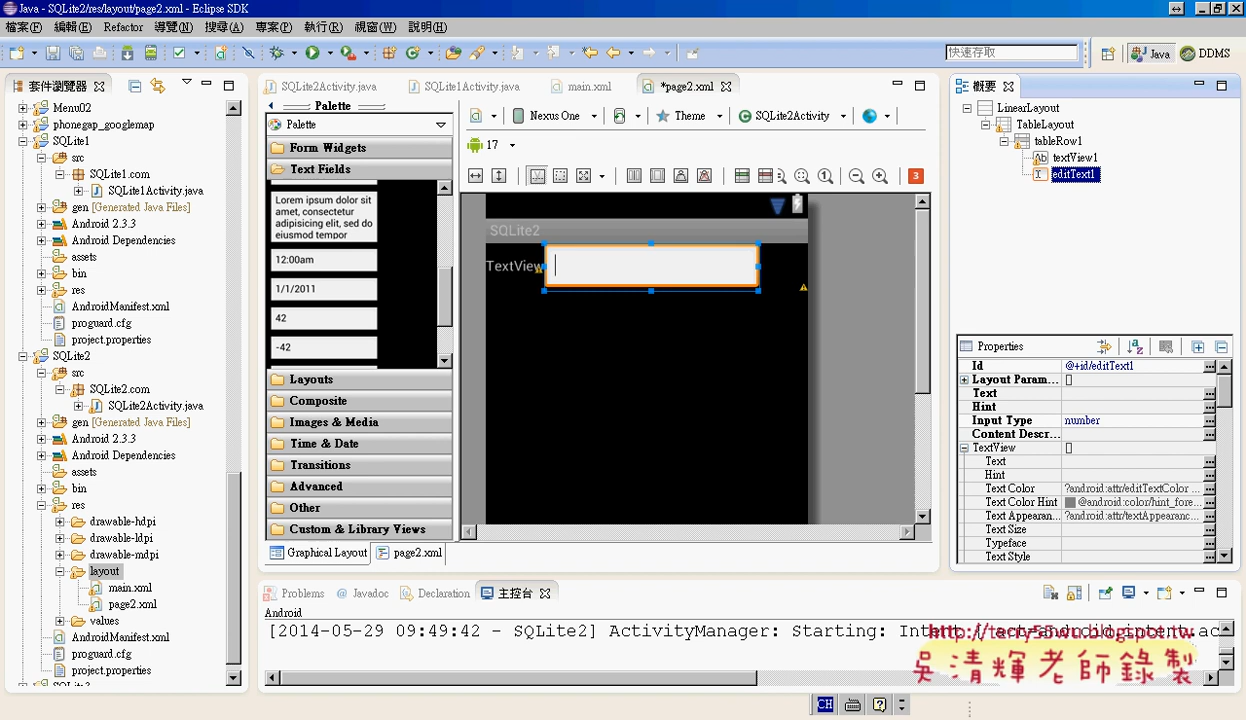 Java - SQLite2/res/layout/page2.xml - Eclipse SDK
檔案(F) 編輯(E) Refactor 導覽(N) 搜尋(A) 專案(P) 執行(R) 視窗(W) 說明(H)
快速存取
Java
DDMS
套件瀏覽器
Menu02
phonegap_googlemap
SQLite1
src
SQLite1.com
SQLite1Activity.java
gen [Generated Java Files]
Android 2.3.3
Android Dependencies
assets
bin
res
AndroidManifest.xml
proguard.cfg
project.properties
SQLite2
src
SQLite2.com
SQLite2Activity.java
gen [Generated Java Files]
Android 2.3.3
Android Dependencies
assets
bin
res
drawable-hdpi
drawable-ldpi
drawable-mdpi
layout
main.xml
page2.xml
values
AndroidManifest.xml
proguard.cfg
project.properties
SQLite2Activity.java
SQLite1Activity.java
main.xml
*page2.xml
Palette
Palette
Form Widgets
Text Fields
Lorem ipsum dolor sit
amet, consectetur
adipisicing elit, sed do
eiusmod tempor
12:00am
1/1/2011
42
-42
Layouts
Composite
Images & Media
Time & Date
Transitions
Advanced
Other
Custom & Library Views
Graphical Layout
page2.xml
Nexus One
Theme
SQLite2Activity
17
3
SQLite2
TextView
概要
LinearLayout
TableLayout
tableRow1
textView1
editText1
Properties
Id @+id/editText1
Layout Param... []
Text
Hint
Input Type number
Content Descr...
TextView []
Text
Hint
Text Color ?android:attr/editTextColor ...
Text Color Hint @android:color/hint_fore...
Text Appearan... ?android:attr/textAppearanc...
Text Size
Typeface
Text Style
Problems
Javadoc
Declaration
主控台
Android
[2014-05-29 09:49:42 - SQLite2] ActivityManager: Starting: Intent { act=android.intent.ac
http://terry55wu.blogspot.tw
吳清輝老師錄製
CH